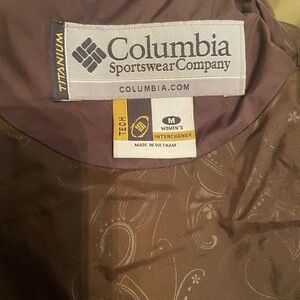 TITANIUM
Columbia
Sportswear Company
COLUMBIA.COM
TECH
M
WOMEN'S
INTERCHANGE
MADE IN VIETNAM